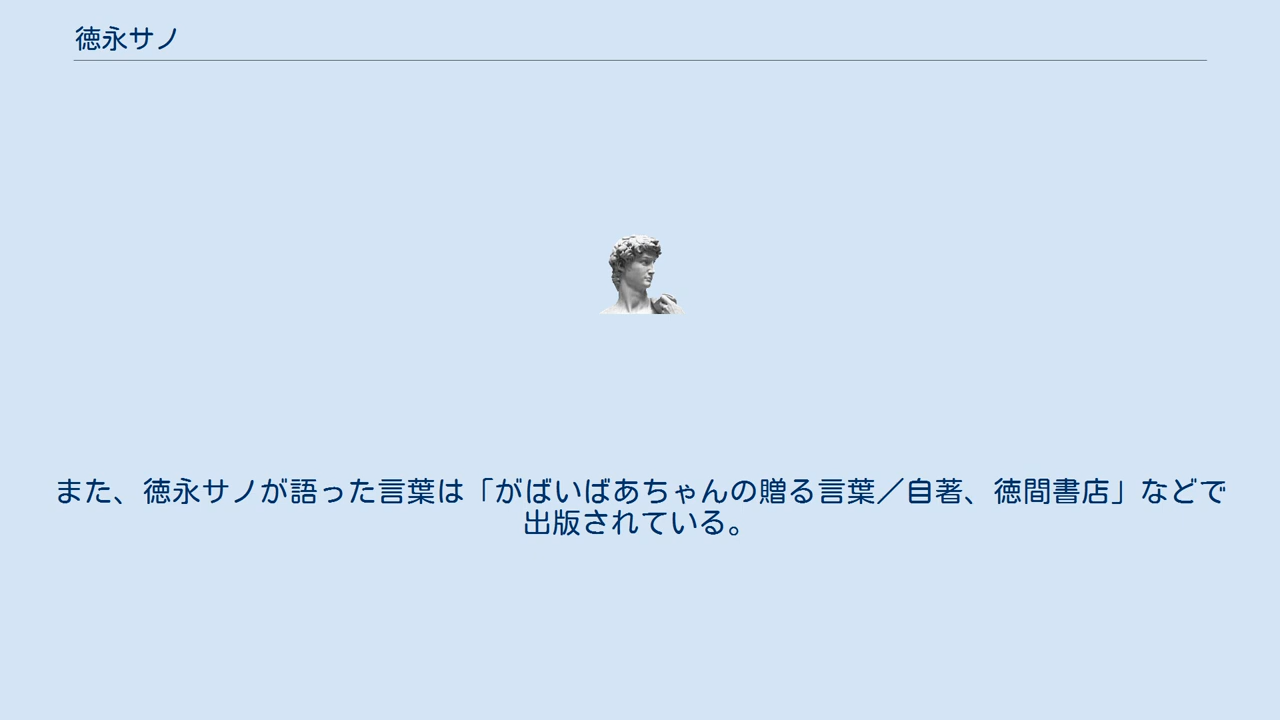 徳永サノ
また、徳永サノが語った言葉は「がばいばあちゃんの贈る言葉／自著、徳間書店」などで
出版されている。